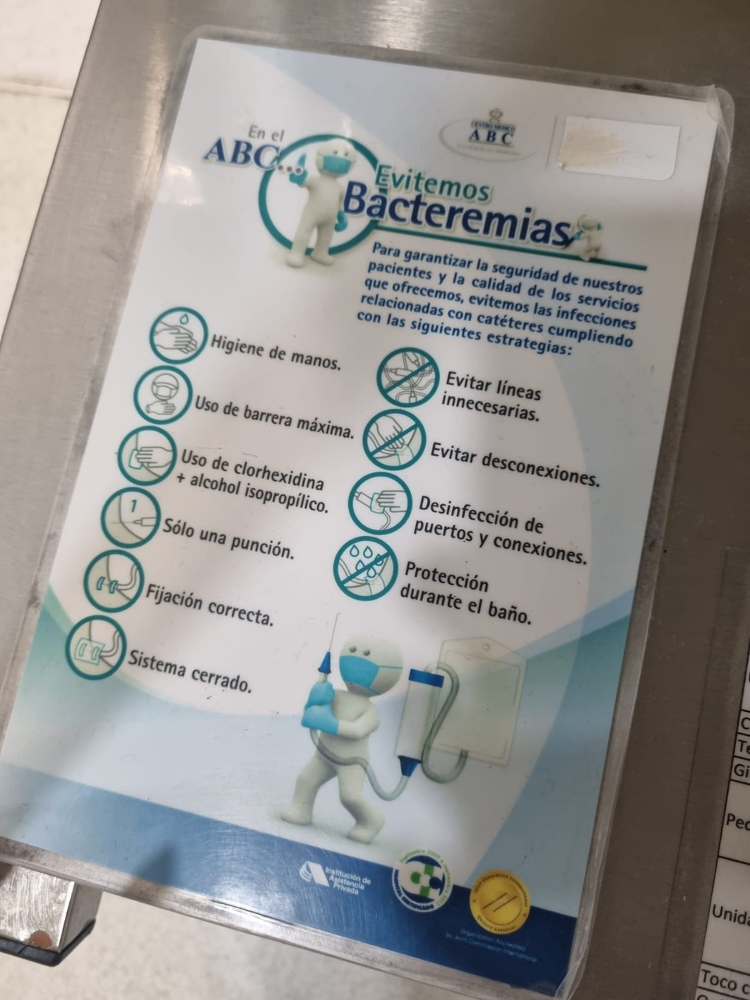 En el
ABC...
CENTRO MEDICO
ABC
Evitemos
Bacteremias
Para garantizar la seguridad de nuestros
pacientes y la calidad de los servicios
que ofrecemos, evitemos las infecciones
relacionadas con catéteres cumpliendo
con las siguientes estrategias:
Higiene de manos.
Uso de barrera máxima.
Uso de clorhexidina
+ alcohol isopropílico.
1
Sólo una punción.
Fijación correcta.
Sistema cerrado.
Evitar líneas
innecesarias.
Evitar desconexiones.
Desinfección de
puertos y conexiones.
Protección
durante el baño.
Institución de
Asistencia
Privada
HOSPITAL CERTIFICADO
Organization Accredited
by Joint Commission International
Unida
Toco c